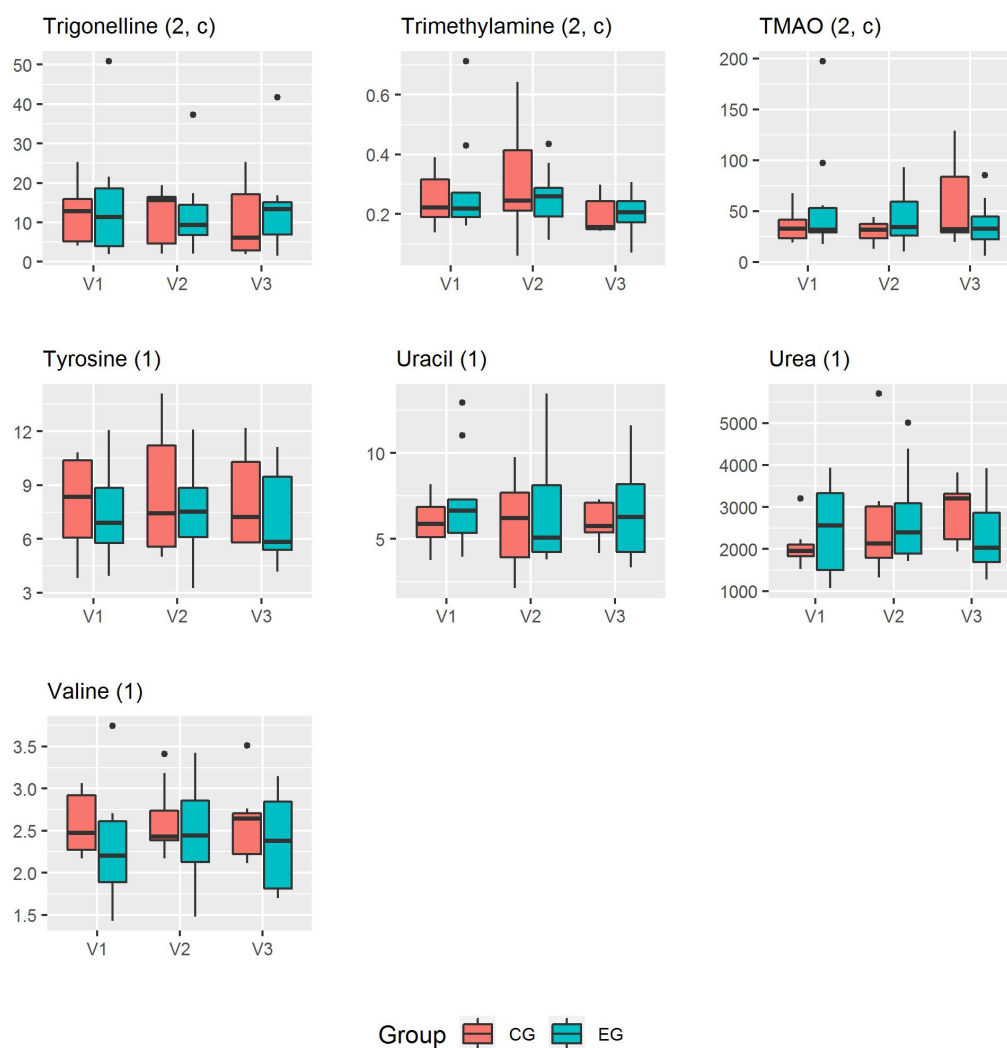 Trigonelline (2, c)
Trimethylamine (2, c)
TMAO (2, c)
50
40
30
20
10
0
V1 V2 V3
0.6
0.4
0.2
V1 V2 V3
200
150
100
50
0
V1 V2 V3
Tyrosine (1)
Uracil (1)
Urea (1)
12
9
6
3
V1 V2 V3
10
5
V1 V2 V3
5000
4000
3000
2000
1000
V1 V2 V3
Valine (1)
3.5
3.0
2.5
2.0
1.5
V1 V2 V3
Group CG EG